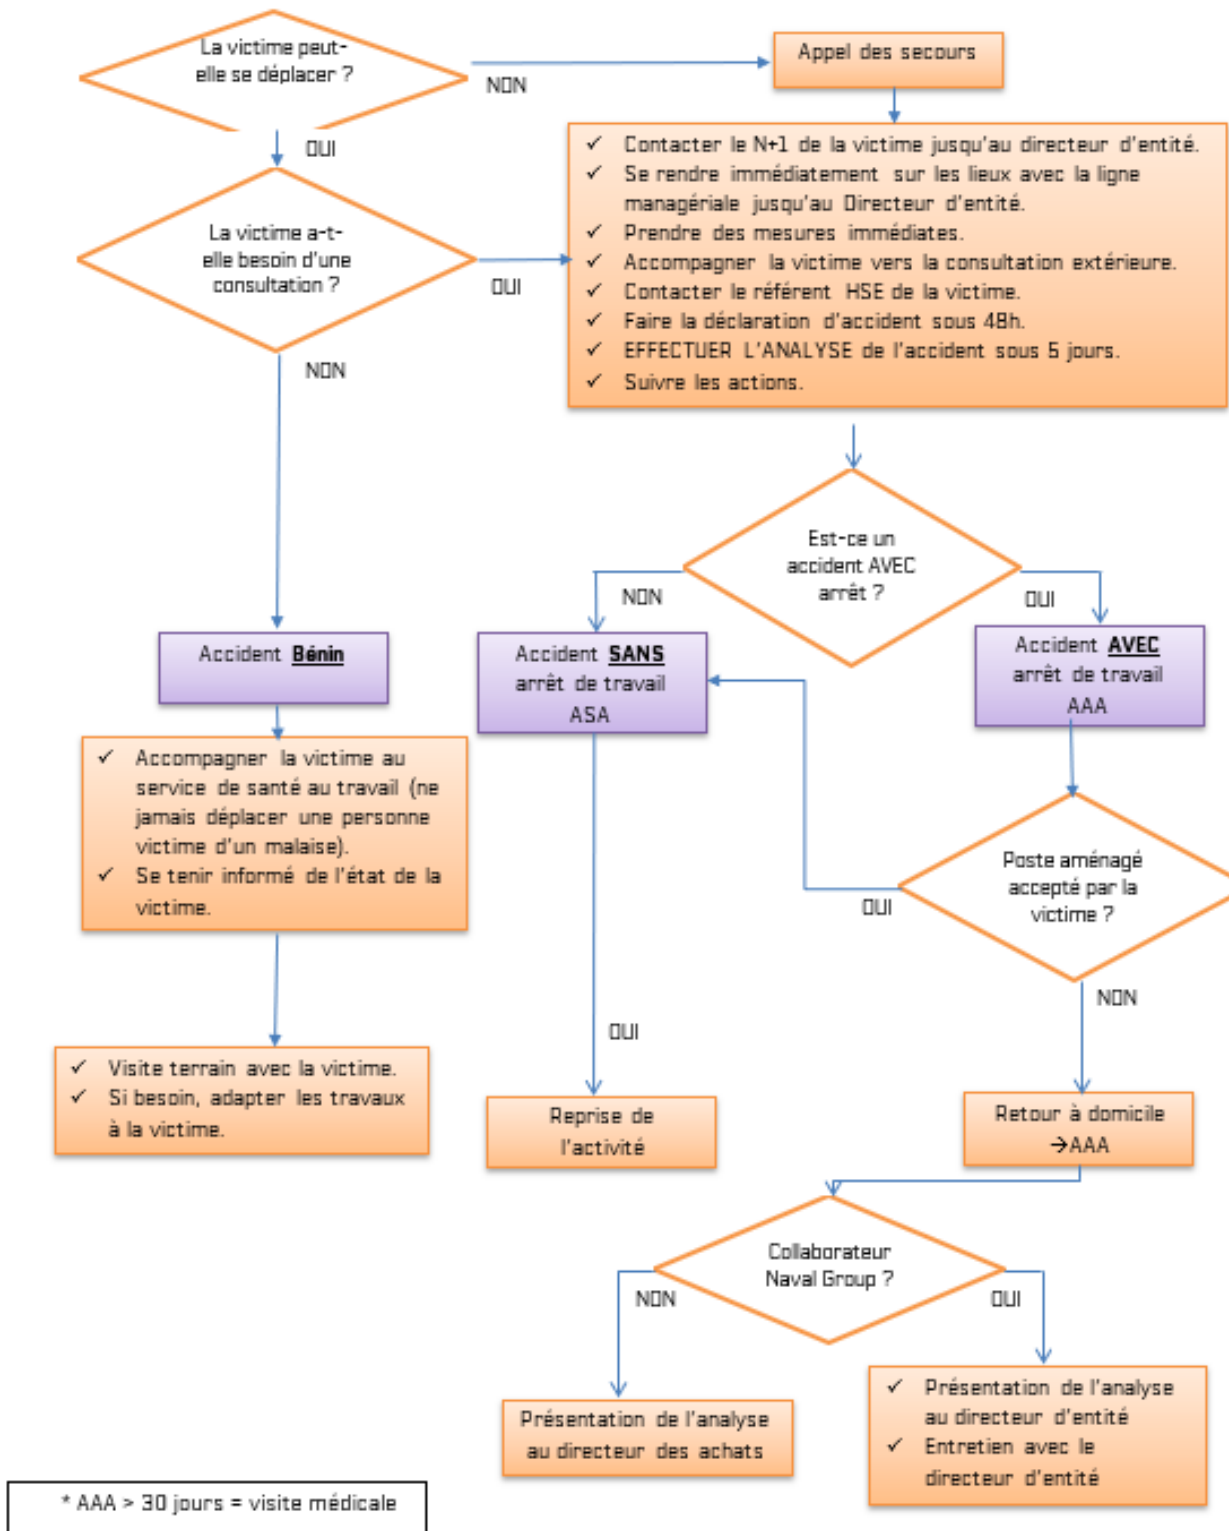 La victime peut-
elle se déplacer ?
NON
Appel des secours
OUI
✓ Contacter le N+1 de la victime jusqu'au directeur d'entité.
✓ Se rendre immédiatement sur les lieux avec la ligne
managériale jusqu'au Directeur d'entité.
✓ Prendre des mesures immédiates.
✓ Accompagner la victime vers la consultation extérieure.
✓ Contacter le référent HSE de la victime.
✓ Faire la déclaration d'accident sous 48h.
✓ EFFECTUER L'ANALYSE de l'accident sous 5 jours.
✓ Suivre les actions.
La victime a-t-
elle besoin d'une
consultation ?
OUI
NON
Est-ce un
accident AVEC
arrêt ?
NON
OUI
Accident Bénin
Accident SANS
arrêt de travail
ASA
Accident AVEC
arrêt de travail
AAA
✓ Accompagner la victime au
service de santé au travail (ne
jamais déplacer une personne
victime d'un malaise).
✓ Se tenir informé de l'état de la
victime.
Poste aménagé
accepté par la
victime ?
OUI
NON
OUI
✓ Visite terrain avec la victime.
✓ Si besoin, adapter les travaux
à la victime.
Reprise de
l'activité
Retour à domicile
→AAA
Collaborateur
Naval Group ?
NON
OUI
Présentation de l'analyse
au directeur des achats
✓ Présentation de l'analyse
au directeur d'entité
✓ Entretien avec le
directeur d'entité
* AAA > 30 jours = visite médicale